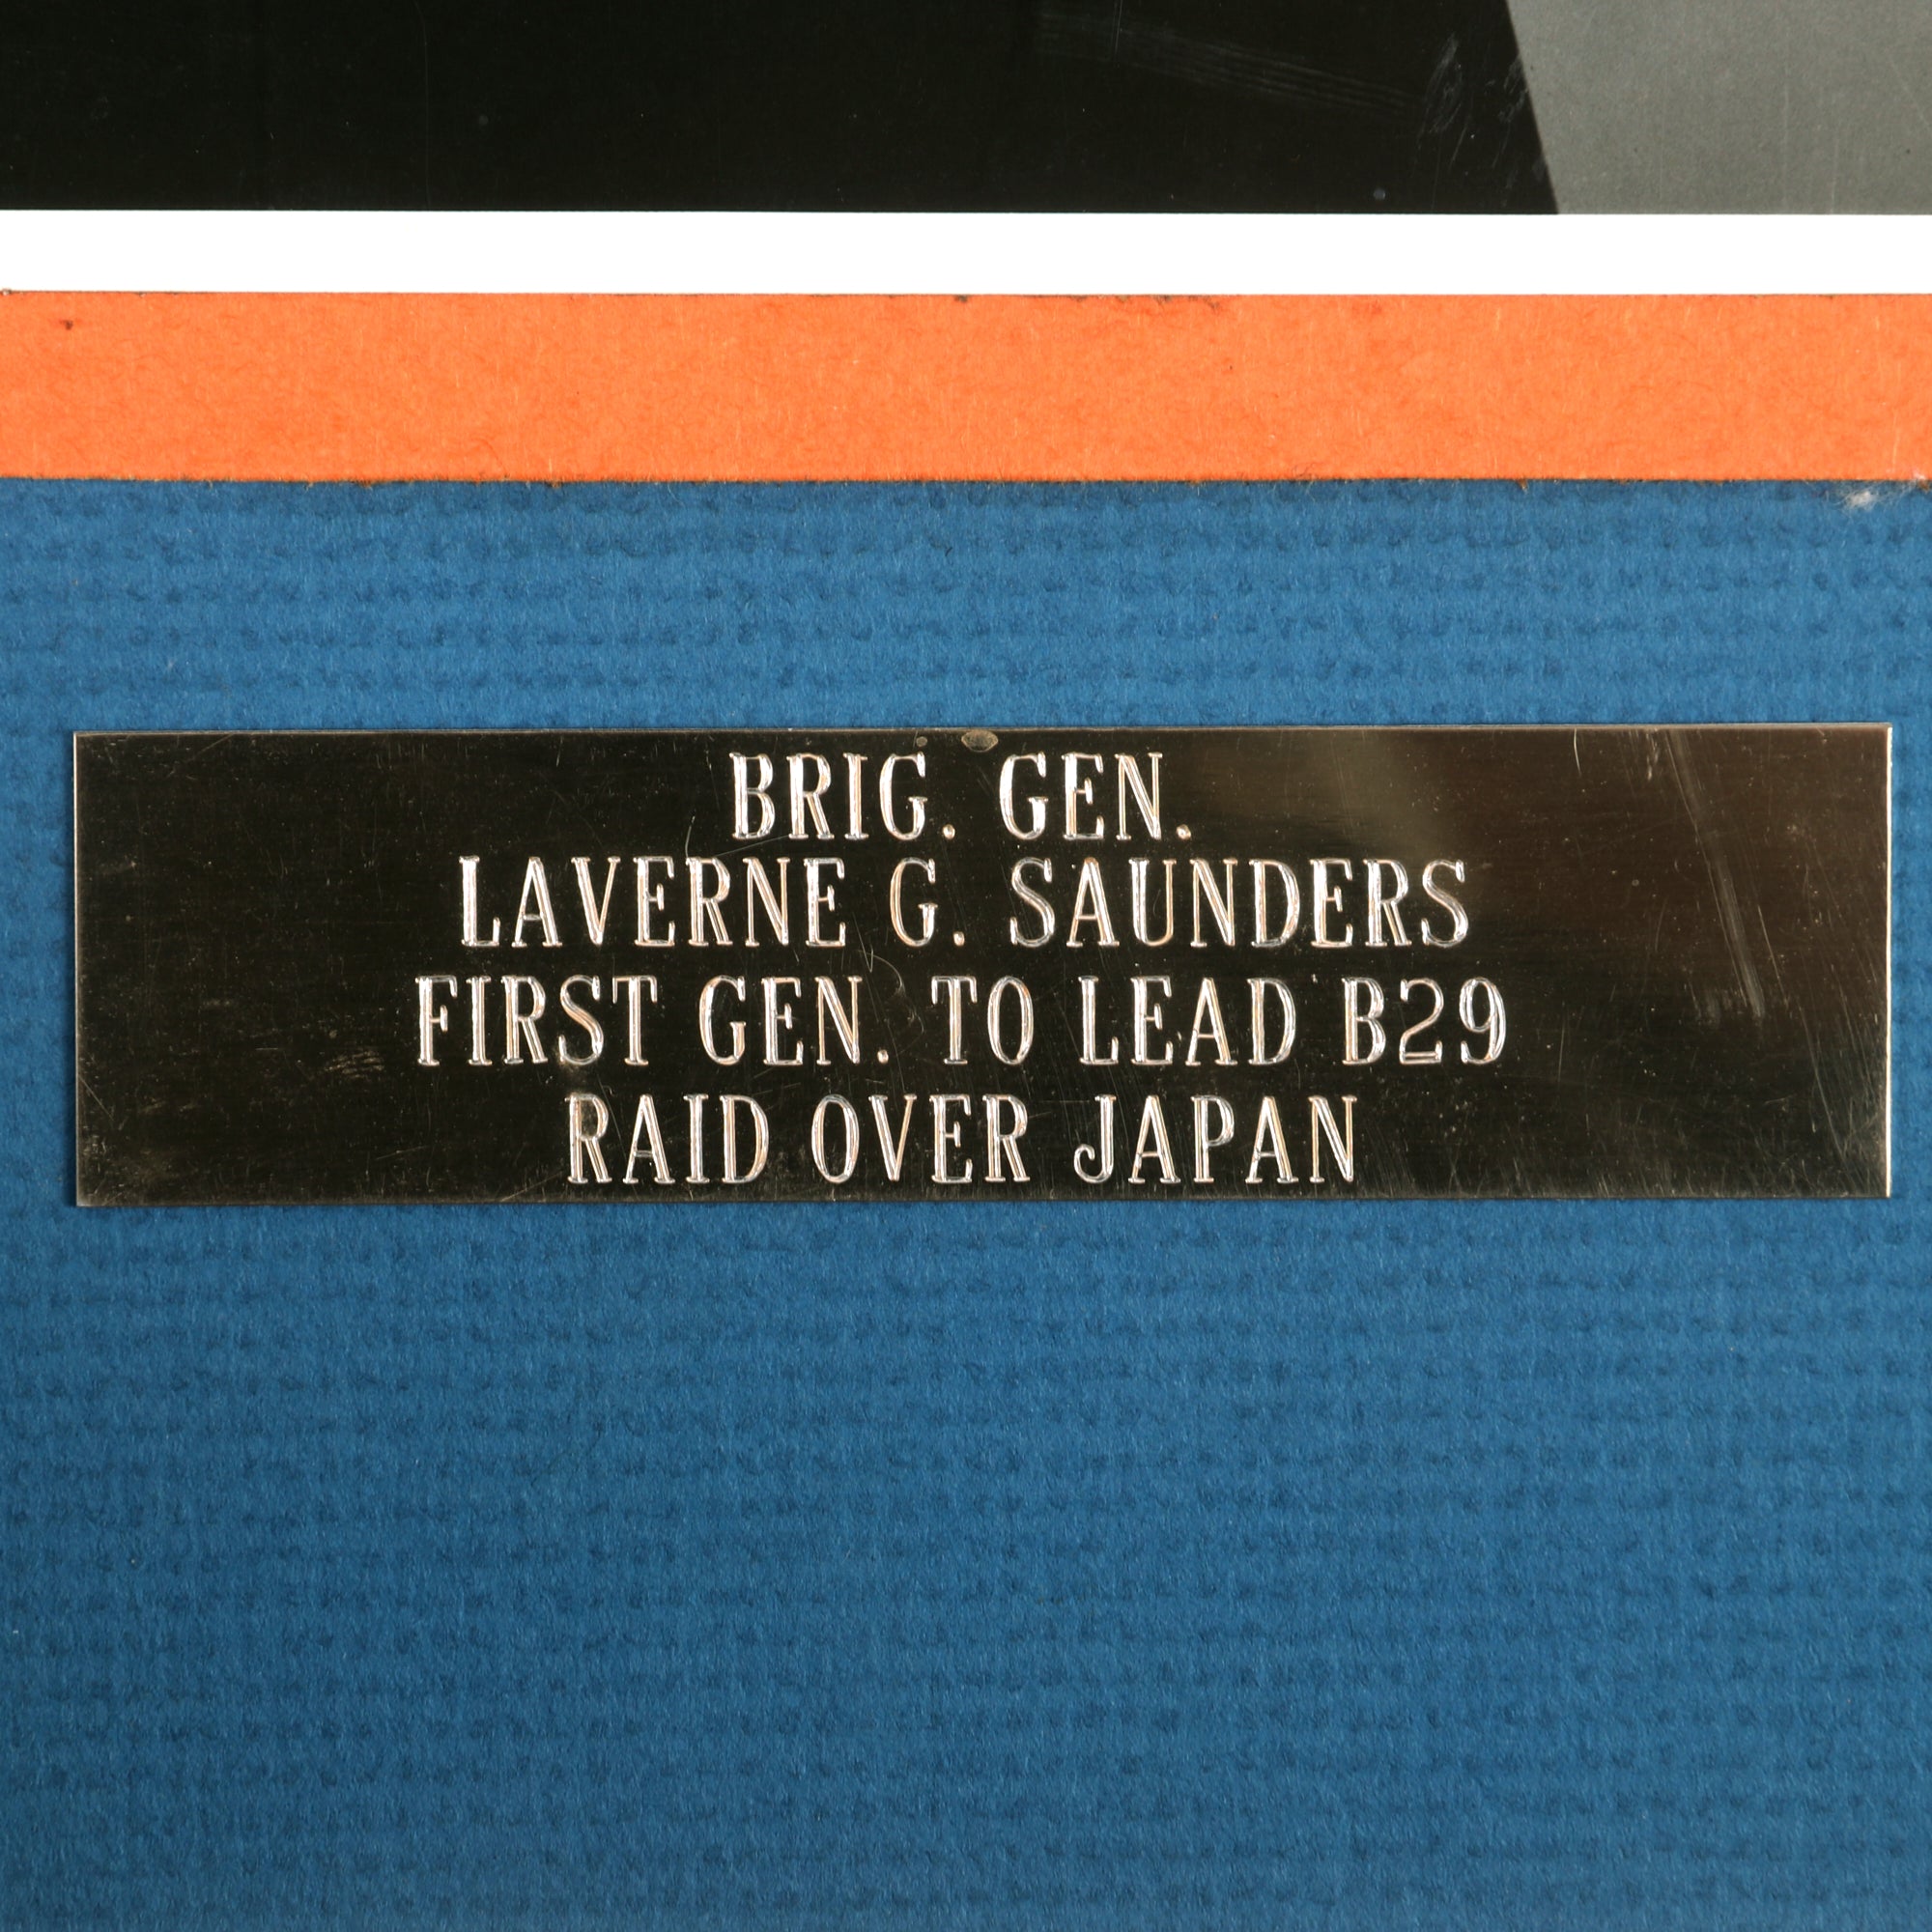 BRIG. GEN.
LAVERNE G. SAUNDERS
FIRST GEN. TO LEAD B29
RAID OVER JAPAN